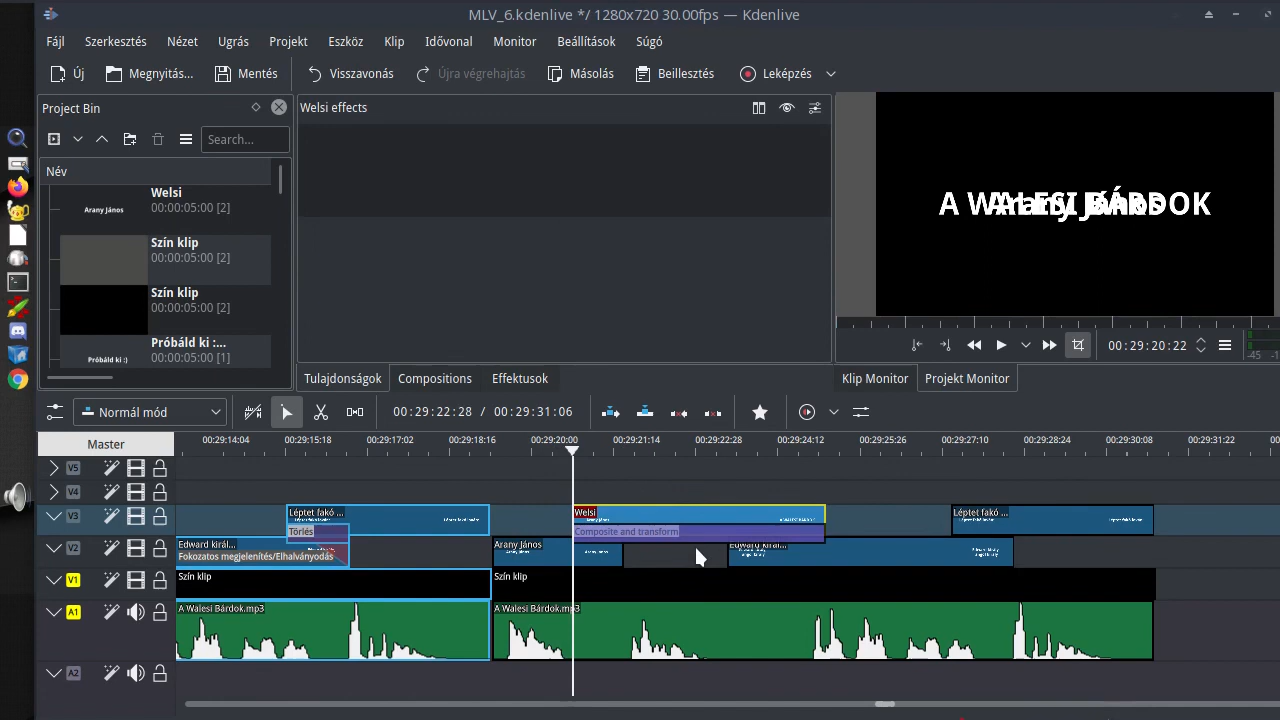 MLV_6.kdenlive */ 1280x720 30.00fps — Kdenlive
Fájl Szerkesztés Nézet Ugrás Projekt Eszköz Klip Idővonal Monitor Beállítások Súgó
Új Megnyitás... Mentés Visszavonás Újra végrehajtás Másolás Beillesztés Leképzés
Project Bin
Welsi effects
Search...
Név
Welsi
00:00:05:00 [2]
Arany János
Szín klip
00:00:05:00 [2]
Szín klip
00:00:05:00 [2]
Próbáld ki :...
00:00:05:00 [1]
Próbáld ki :)
A WALESI BÁRDOK
Arany János
00:29:20:22
-45
Tulajdonságok Compositions Effektusok
Klip Monitor Projekt Monitor
Normál mód
00:29:22:28 / 00:29:31:06
Master
00:29:14:04 00:29:15:18 00:29:17:02 00:29:18:16 00:29:20:00 00:29:21:14 00:29:22:28 00:29:24:12 00:29:25:26 00:29:27:10 00:29:28:24 00:29:30:08 00:29:31:22
V5
V4
V3
Léptet fakó ...
Törlés
Welsi
Composite and transform
Léptet fakó ...
V2
Edward királ...
Fokozatos megjelenítés/Elhalványodás
Arany János
Edward királ...
V1
Szín klip
Szín klip
A1
A Walesi Bárdok.mp3
A Walesi Bárdok.mp3
A2